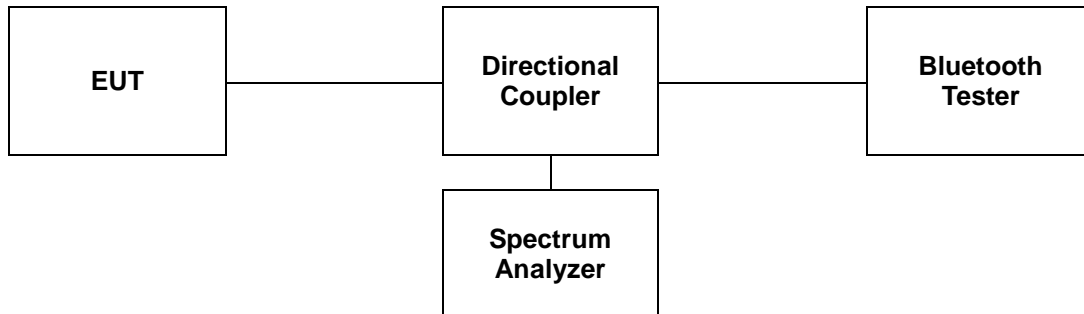 EUT
Directional
Coupler
Bluetooth
Tester
Spectrum
Analyzer